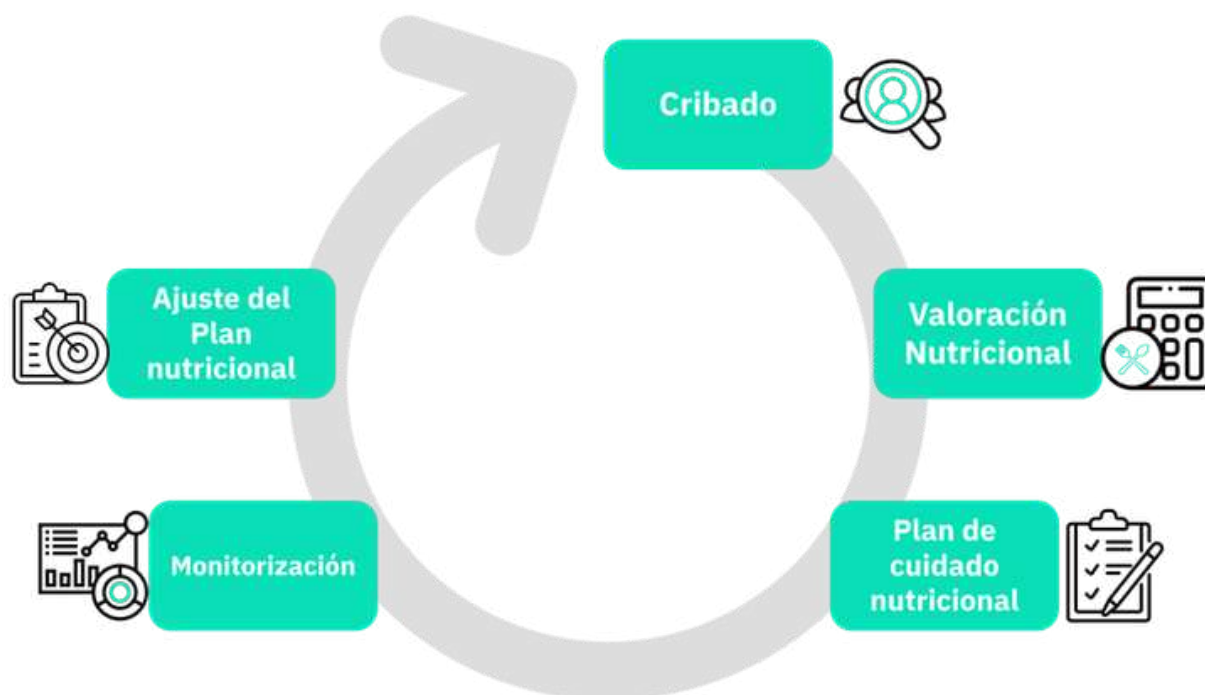 Cribado
Valoración
Nutricional
Plan de
cuidado
nutricional
Monitorización
Ajuste del
Plan
nutricional